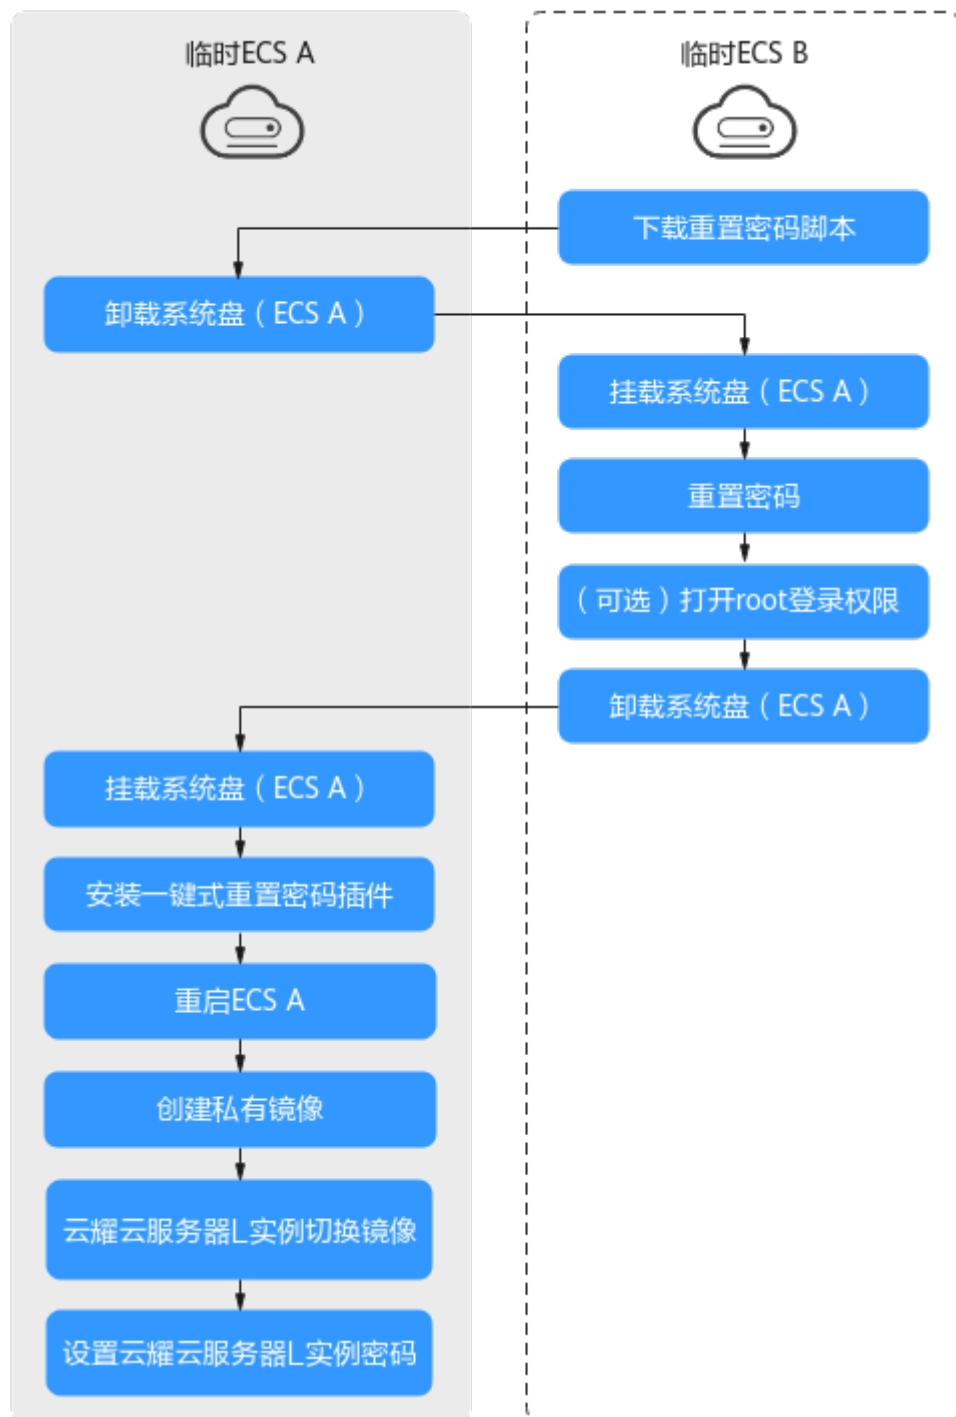 临时ECS A
临时ECS B
下载重置密码脚本
卸载系统盘（ECS A）
挂载系统盘（ECS A）
重置密码
（可选）打开root登录权限
卸载系统盘（ECS A）
挂载系统盘（ECS A）
安装一键式重置密码插件
重启ECS A
创建私有镜像
云耀云服务器L实例切换镜像
设置云耀云服务器L实例密码